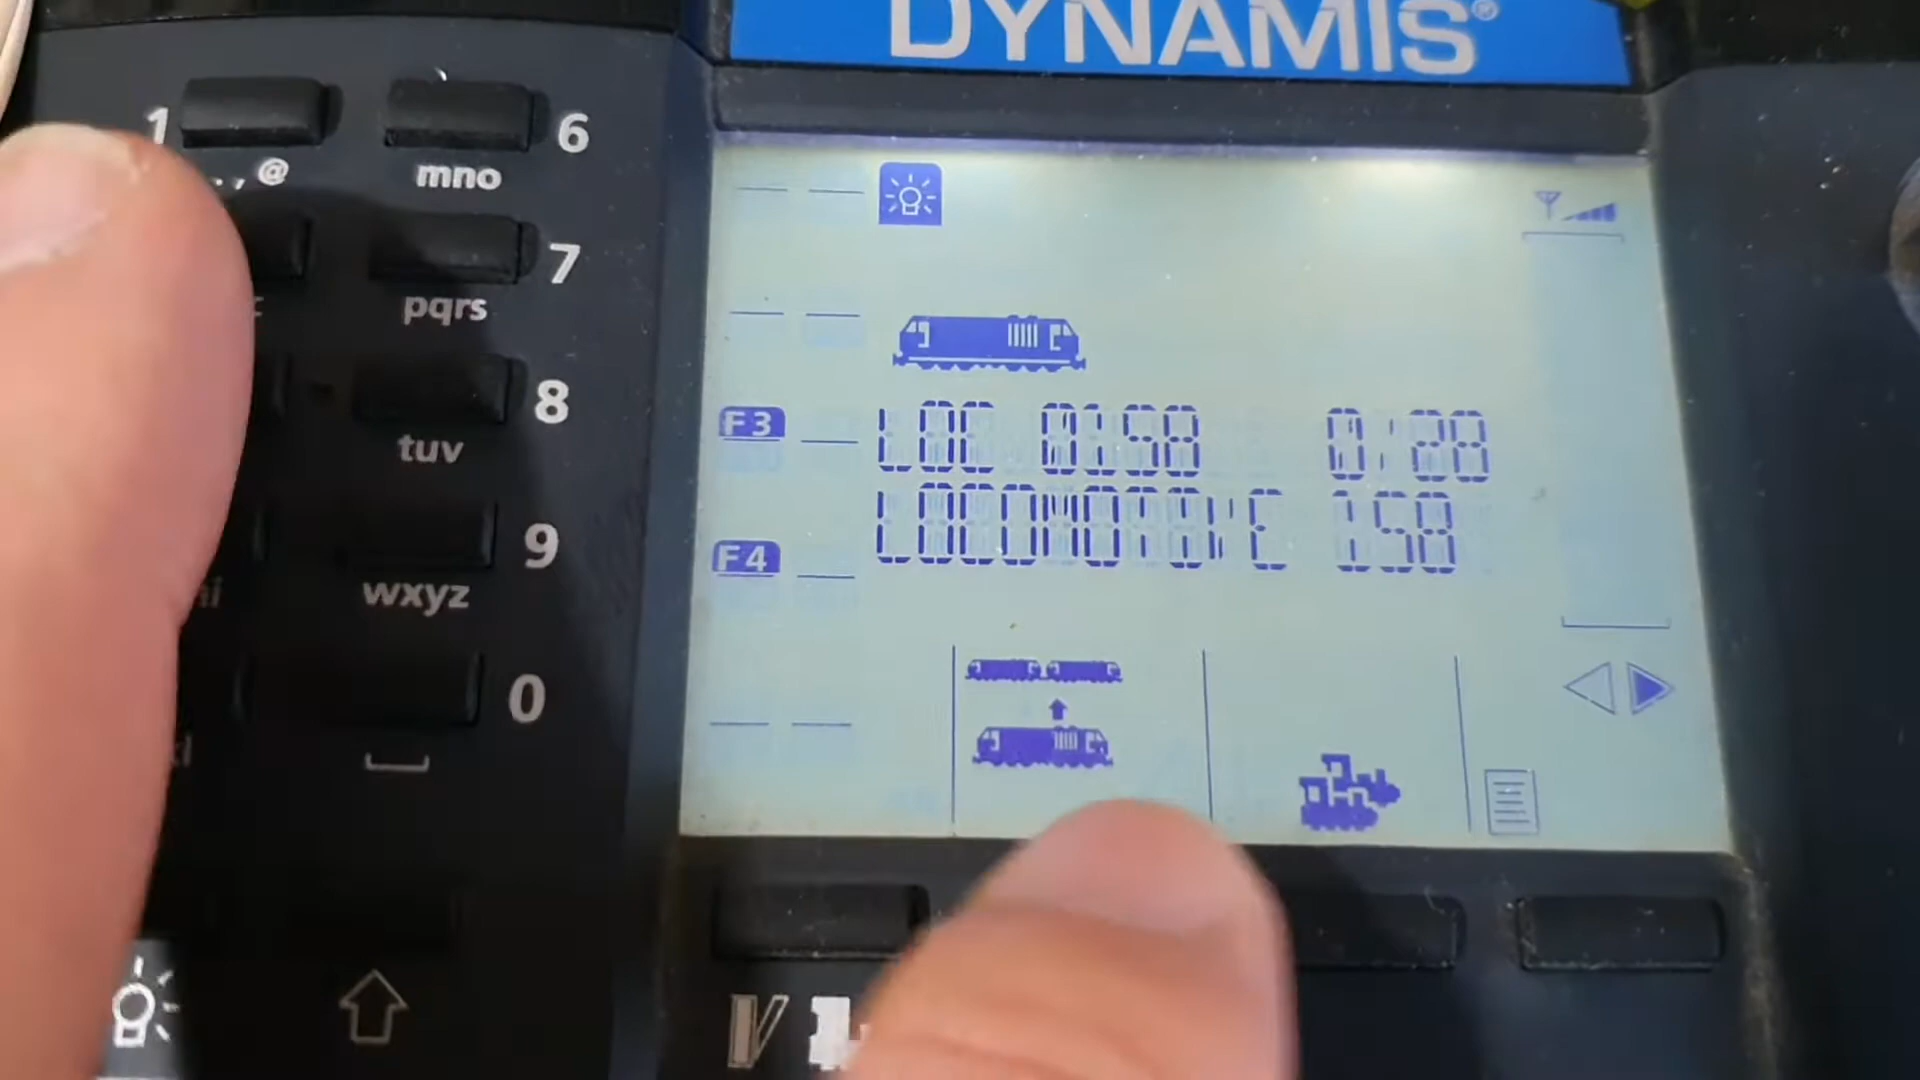 DYNAMIS®
1 6
.,@ mno
7
pqrs
8
tuv
9
wxyz
0
F3 LOC 0158 0:28
F4 LOCOMOTIVE 158